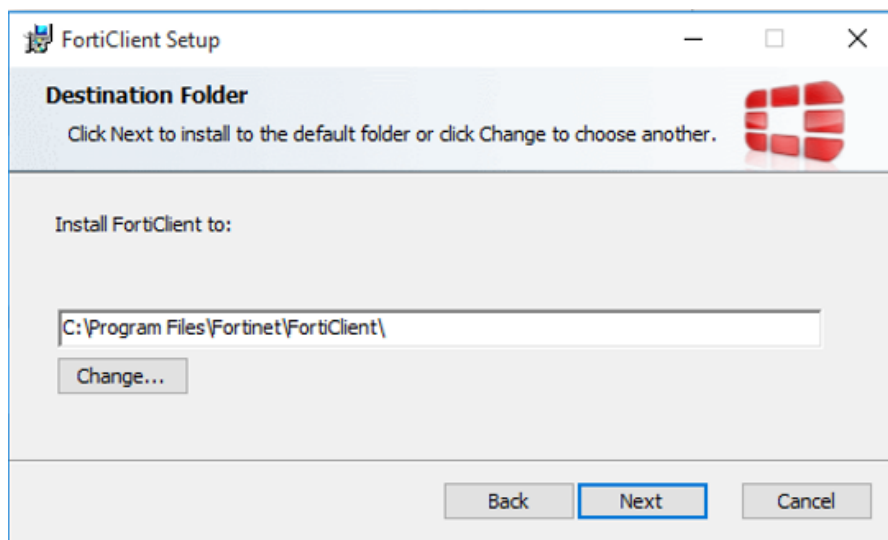 FortiClient Setup
Destination Folder
Click Next to install to the default folder or click Change to choose another.
Install FortiClient to:
C:\Program Files\Fortinet\FortiClient\
Change...
Back Next Cancel